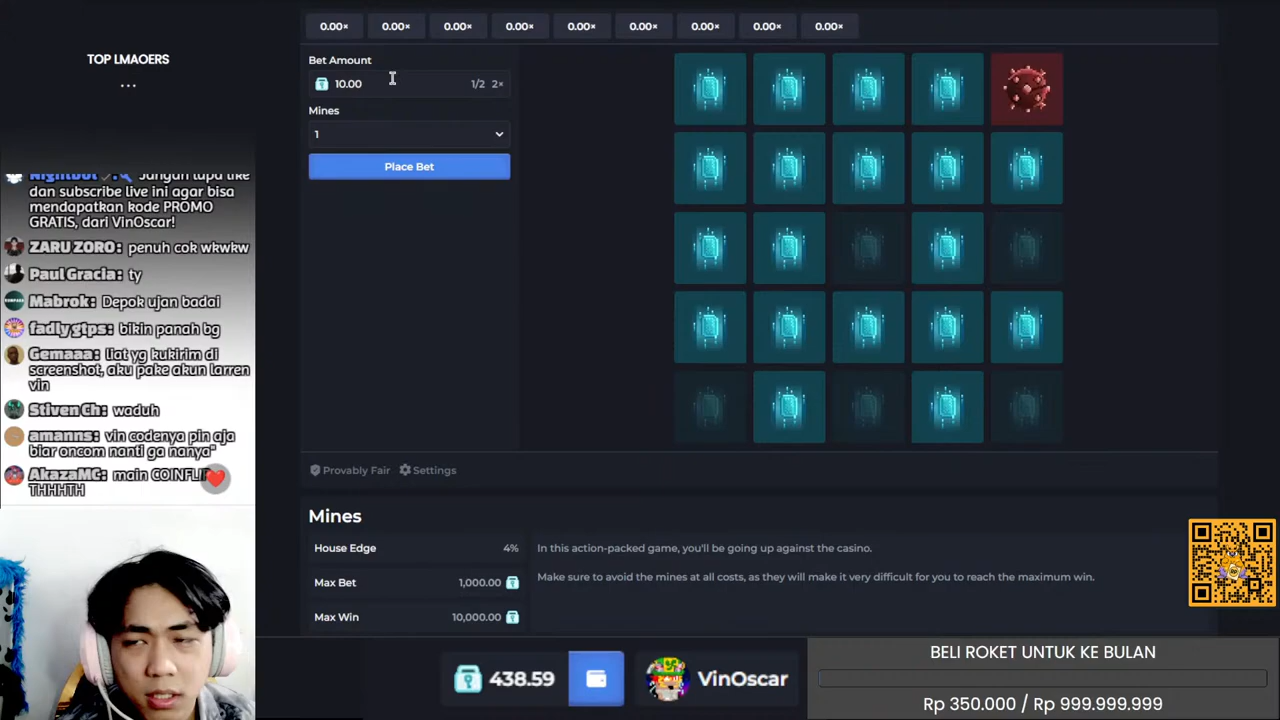 0.00× 0.00× 0.00× 0.00× 0.00× 0.00× 0.00× 0.00× 0.00×
TOP LMAOERS
...
Nightbot : Jangan lupa like
dan subscribe live ini agar bisa
mendapatkan kode PROMO
GRATIS, dari VinOscar!
ZARU ZORO: penuh cok wkwkw
Paul Gracia: ty
Mabrok: Depok ujan badai
fadly gtps: bikin panah bg
Gemaaa: liat yg kukirim di
screenshot, aku pake akun larren
vin
Stiven Ch: waduh
amanns: vin codenya pin aja
biar oncom nanti ga nanya"
AkazaMC: main COINFLI
THHHTH
Bet Amount
10.00 1/2 2×
Mines
1
Place Bet
Provably Fair Settings
Mines
House Edge 4%
Max Bet 1,000.00
Max Win 10,000.00
In this action-packed game, you'll be going up against the casino.
Make sure to avoid the mines at all costs, as they will make it very difficult for you to reach the maximum win.
438.59
VinOscar
BELI ROKET UNTUK KE BULAN
Rp 350.000 / Rp 999.999.999